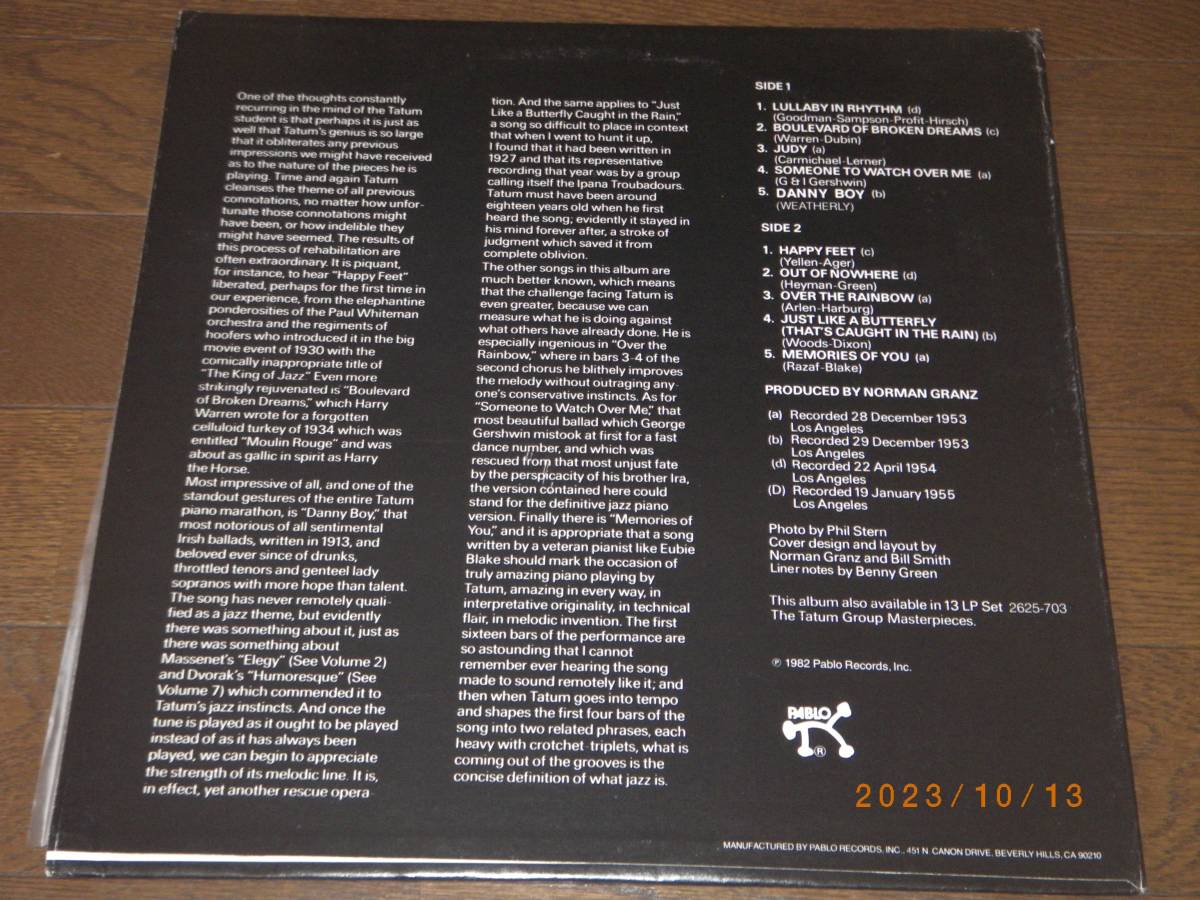 One of the thoughts constantly
recurring in the mind of the Tatum
student is that perhaps it is just as
well that Tatum's genius is so large
that it obliterates any previous
impressions we might have received
as to the nature of the pieces he is
playing. Time and again Tatum
cleanses the theme of all previous
connotations, no matter how unfor-
tunate those connotations might
have been, or how indelible they
might have seemed. The results of
this process of rehabilitation are
often extraordinary. It is piquant,
for instance, to hear "Happy Feet"
liberated, perhaps for the first time in
our experience, from the elephantine
ponderosities of the Paul Whiteman
orchestra and the regiments of
hoofers who introduced it in the big
movie event of 1930 with the
comically inappropriate title of
"The King of Jazz" Even more
strikingly rejuvenated is "Boulevard
of Broken Dreams," which Harry
Warren wrote for a forgotten
celluloid turkey of 1934 which was
entitled "Moulin Rouge" and was
about as gallic in spirit as Harry
the Horse.
Most impressive of all, and one of the
standout gestures of the entire Tatum
piano marathon, is "Danny Boy," that
most notorious of all sentimental
Irish ballads, written in 1913, and
beloved ever since of drunks,
throttled tenors and genteel lady
sopranos with more hope than talent.
The song has never remotely quali-
fied as a jazz theme, but evidently
there was something about it, just as
there was something about
Massenet's "Elegy" (See Volume 2)
and Dvorak's "Humoresque" (See
Volume 7) which commended it to
Tatum's jazz instincts. And once the
tune is played as it ought to be played
instead of as it has always been
played, we can begin to appreciate
the strength of its melodic line. It is,
in effect, yet another rescue opera-
tion. And the same applies to "Just
Like a Butterfly Caught in the Rain,"
a song so difficult to place in context
that when I went to hunt it up,
I found that it had been written in
1927 and that its representative
recording that year was by a group
calling itself the Ipana Troubadours.
Tatum must have been around
eighteen years old when he first
heard the song; evidently it stayed in
his mind forever after, a stroke of
judgment which saved it from
complete oblivion.
The other songs in this album are
much better known, which means
that the challenge facing Tatum is
even greater, because we can
measure what he is doing against
what others have already done. He is
especially ingenious in "Over the
Rainbow," where in bars 3-4 of the
second chorus he blithely improves
the melody without outraging any-
one's conservative instincts. As for
"Someone to Watch Over Me," that
most beautiful ballad which George
Gershwin mistook at first for a fast
dance number, and which was
rescued from that most unjust fate
by the perspicacity of his brother Ira,
the version contained here could
stand for the definitive jazz piano
version. Finally there is "Memories of
You," and it is appropriate that a song
written by a veteran pianist like Eubie
Blake should mark the occasion of
truly amazing piano playing by
Tatum, amazing in every way, in
interpretative originality, in technical
flair, in melodic invention. The first
sixteen bars of the performance are
so astounding that I cannot
remember ever hearing the song
made to sound remotely like it; and
then when Tatum goes into tempo
and shapes the first four bars of the
song into two related phrases, each
heavy with crotchet-triplets, what is
coming out of the grooves is the
concise definition of what jazz is.
SIDE 1
1. LULLABY IN RHYTHM (d)
(Goodman-Sampson-Profit-Hirsch)
2. BOULEVARD OF BROKEN DREAMS (c)
(Warren-Dubin)
3. JUDY (a)
(Carmichael-Lerner)
4. SOMEONE TO WATCH OVER ME (a)
(G & I Gershwin)
5. DANNY BOY (b)
(WEATHERLY)
SIDE 2
1. HAPPY FEET (c)
(Yellen-Ager)
2. OUT OF NOWHERE (d)
(Heyman-Green)
3. OVER THE RAINBOW (a)
(Arlen-Harburg)
4. JUST LIKE A BUTTERFLY
(THAT'S CAUGHT IN THE RAIN) (b)
(Woods-Dixon)
5. MEMORIES OF YOU (a)
(Razaf-Blake)
PRODUCED BY NORMAN GRANZ
(a) Recorded 28 December 1953
Los Angeles
(b) Recorded 29 December 1953
Los Angeles
(d) Recorded 22 April 1954
Los Angeles
(D) Recorded 19 January 1955
Los Angeles
Photo by Phil Stern
Cover design and layout by
Norman Granz and Bill Smith
Liner notes by Benny Green
This album also available in 13 LP Set 2625-703
The Tatum Group Masterpieces.
℗ 1982 Pablo Records, Inc.
PABLO
®
2023/10/13
MANUFACTURED BY PABLO RECORDS, INC., 451 N. CANON DRIVE, BEVERLY HILLS, CA 90210